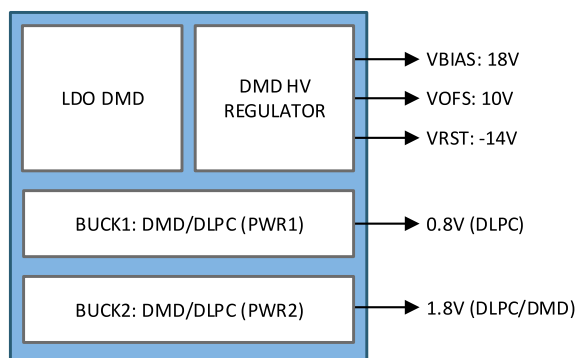 LDO DMD
DMD HV
REGULATOR
VBIAS: 18V
VOFS: 10V
VRST: -14V
BUCK1: DMD/DLPC (PWR1)
0.8V (DLPC)
BUCK2: DMD/DLPC (PWR2)
1.8V (DLPC/DMD)